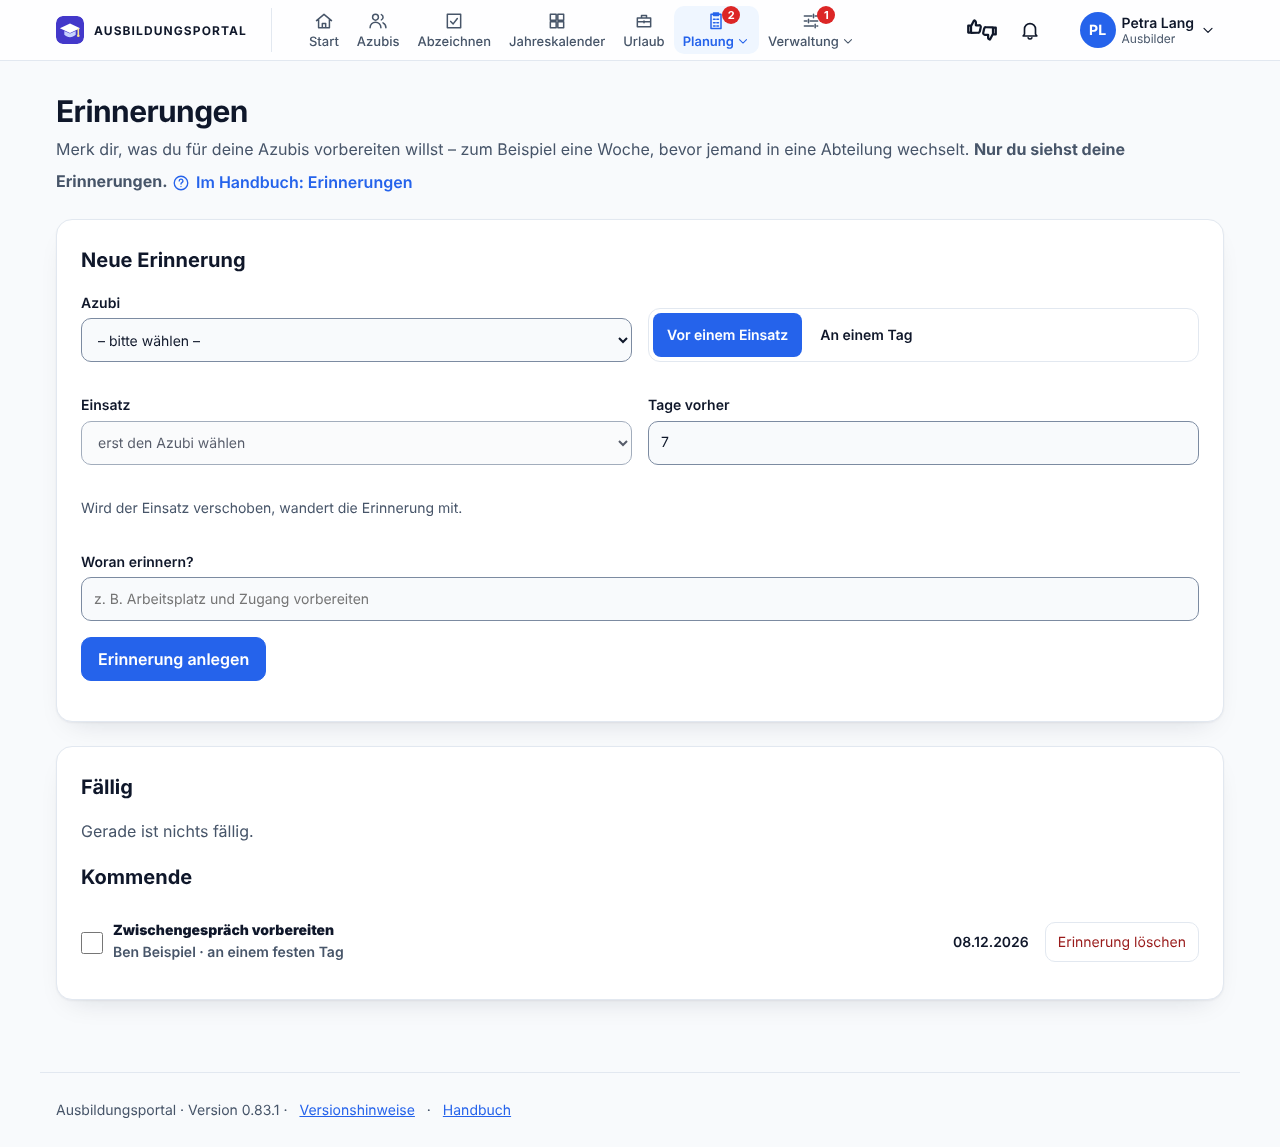 AUSBILDUNGSPORTAL
Start
Azubis
Abzeichnen
Jahreskalender
Urlaub
2
Planung
1
Verwaltung
PL
Petra Lang
Ausbilder
Erinnerungen
Merk dir, was du für deine Azubis vorbereiten willst – zum Beispiel eine Woche, bevor jemand in eine Abteilung wechselt. Nur du siehst deine
Erinnerungen. Im Handbuch: Erinnerungen
Neue Erinnerung
Azubi
– bitte wählen –
Vor einem Einsatz
An einem Tag
Einsatz
erst den Azubi wählen
Tage vorher
7
Wird der Einsatz verschoben, wandert die Erinnerung mit.
Woran erinnern?
z. B. Arbeitsplatz und Zugang vorbereiten
Erinnerung anlegen
Fällig
Gerade ist nichts fällig.
Kommende
Zwischengespräch vorbereiten
Ben Beispiel · an einem festen Tag
08.12.2026
Erinnerung löschen
Ausbildungsportal · Version 0.83.1 · Versionshinweise · Handbuch